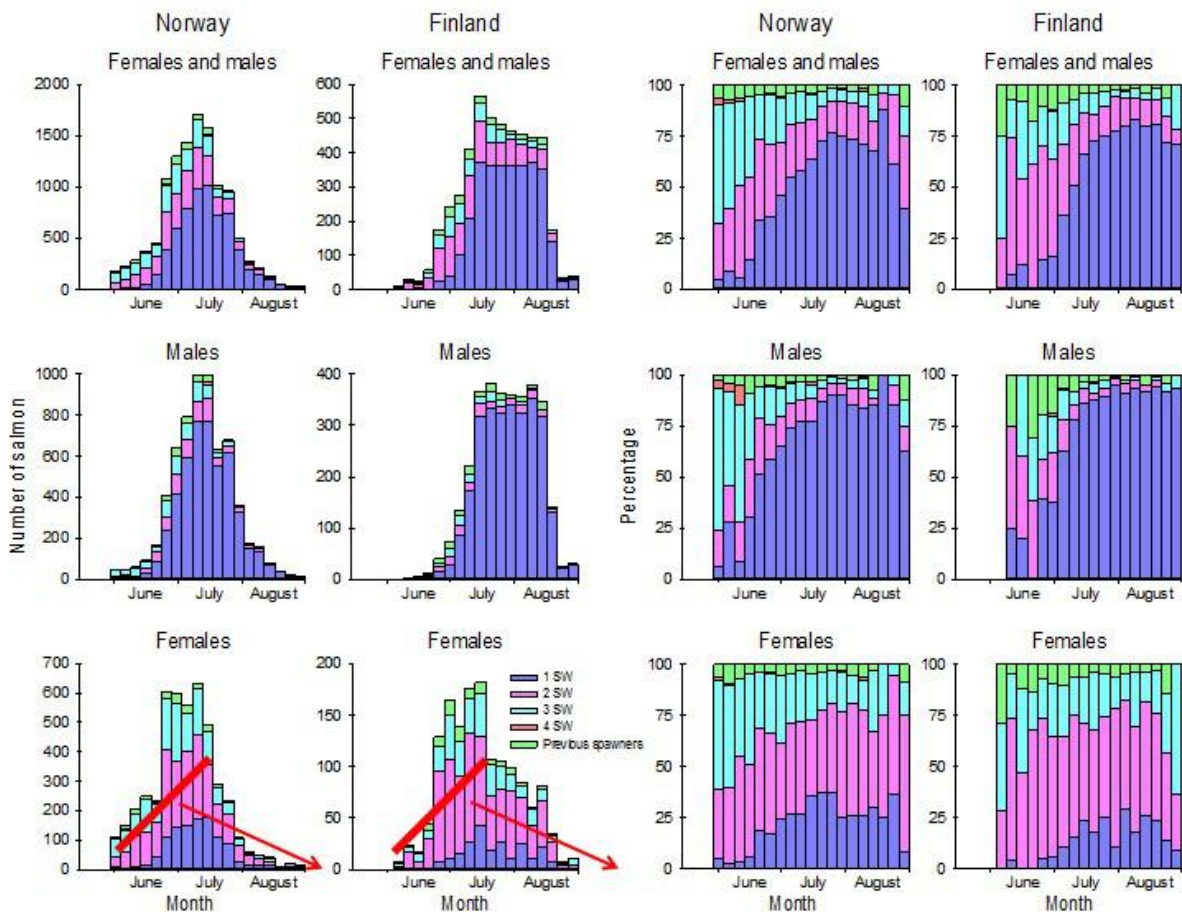 Norway Finland Norway Finland
Females and males Females and males Females and males Females and males
2000 600 100 100
1500 500 75 75
1000 400 50 50
500 300 25 25
0 200 0 0
100
0
June July August June July August June July August June July August
Males Males Males Males
1000 400 100 100
800 300 75 75
600 200 50 50
400 100 25 25
200 0 0 0
0
Number of salmon
Percentage
June July August June July August June July August June July August
Females Females Females Females
700 200 100 100
600 150 75 75
500 100 50 50
400 50 25 25
300 0 0 0
200
100
0
1 SW
2 SW
3 SW
4 SW
Previous spawners
June July August June July August June July August June July August
Month Month Month Month